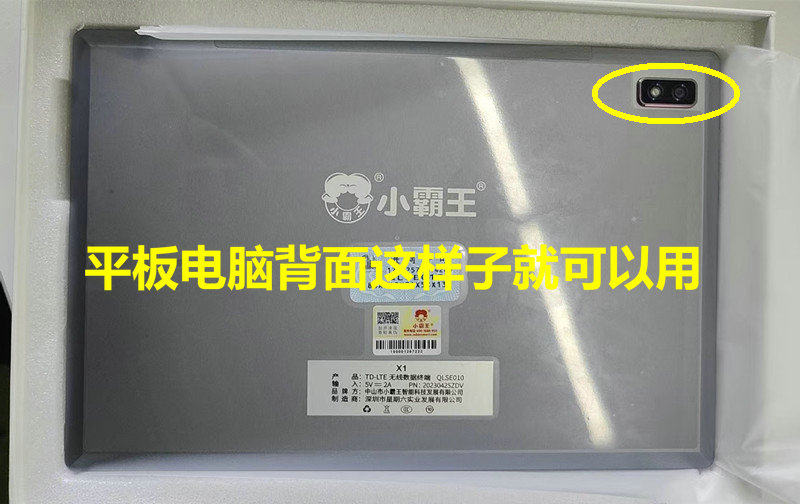 小霸王
平板电脑背面这样子就可以用
小霸王
X1
产 品：TD-LTE 无线数据终端 QLSE010
输 入：5V⎓2A PN：20230425ZDV
品 牌 方：中山市小霸王智能科技发展有限公司
制 造 商：深圳市星期六实业发展有限公司